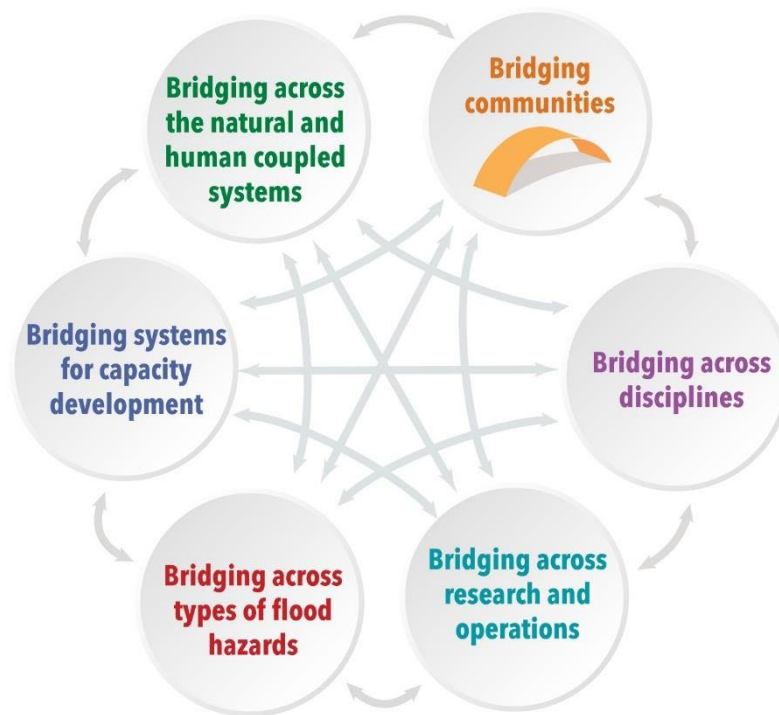 Bridging across
the natural and
human coupled
systems
Bridging
communities
Bridging systems
for capacity
development
Bridging across
disciplines
Bridging across
types of flood
hazards
Bridging across
research and
operations